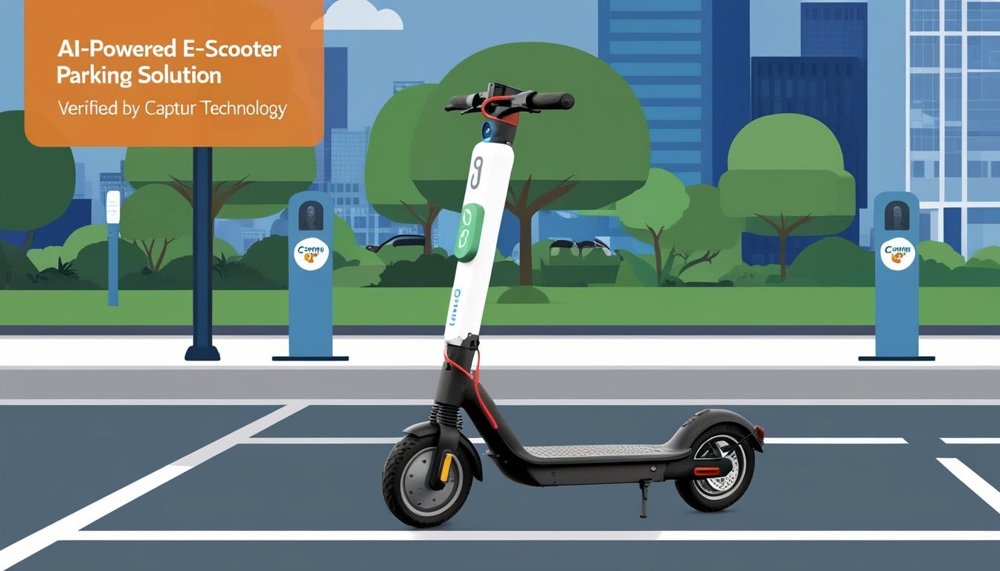 AI-Powered E-Scooter
Parking Solution
Verified by Captur Technology